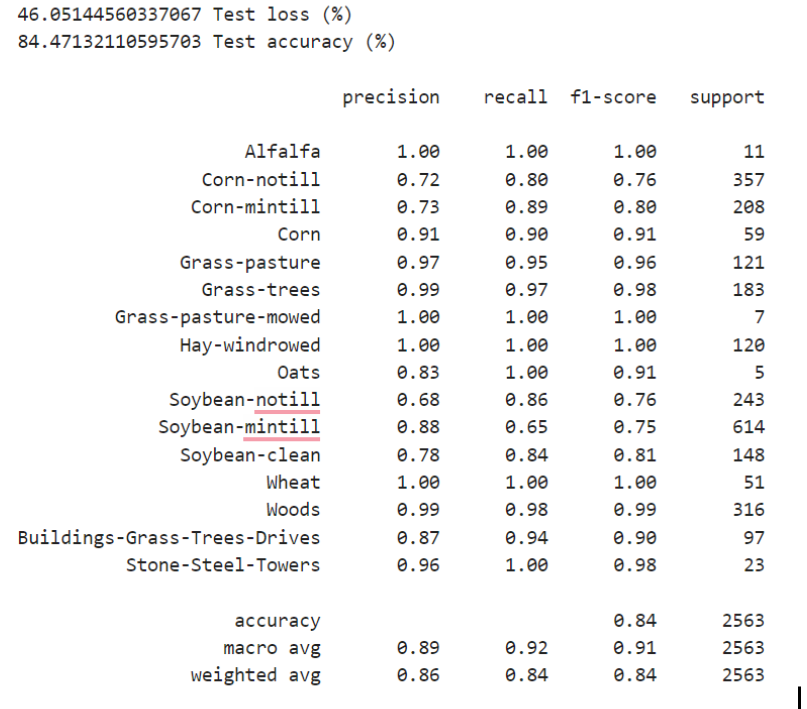 46.05144560337067 Test loss (%)
84.47132110595703 Test accuracy (%)
precision recall f1-score support
Alfalfa 1.00 1.00 1.00 11
Corn-notill 0.72 0.80 0.76 357
Corn-mintill 0.73 0.89 0.80 208
Corn 0.91 0.90 0.91 59
Grass-pasture 0.97 0.95 0.96 121
Grass-trees 0.99 0.97 0.98 183
Grass-pasture-mowed 1.00 1.00 1.00 7
Hay-windrowed 1.00 1.00 1.00 120
Oats 0.83 1.00 0.91 5
Soybean-notill 0.68 0.86 0.76 243
Soybean-mintill 0.88 0.65 0.75 614
Soybean-clean 0.78 0.84 0.81 148
Wheat 1.00 1.00 1.00 51
Woods 0.99 0.98 0.99 316
Buildings-Grass-Trees-Drives 0.87 0.94 0.90 97
Stone-Steel-Towers 0.96 1.00 0.98 23
accuracy 0.84 2563
macro avg 0.89 0.92 0.91 2563
weighted avg 0.86 0.84 0.84 2563